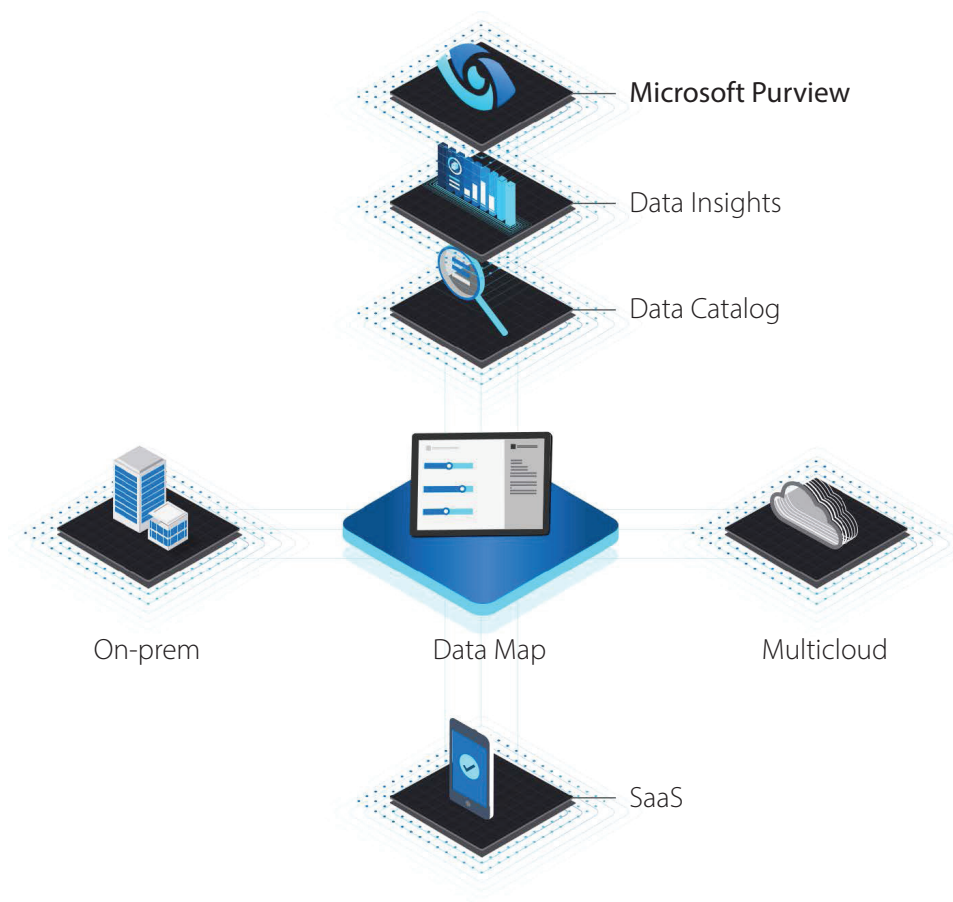 Microsoft Purview
Data Insights
Data Catalog
On-prem
Data Map
Multicloud
SaaS